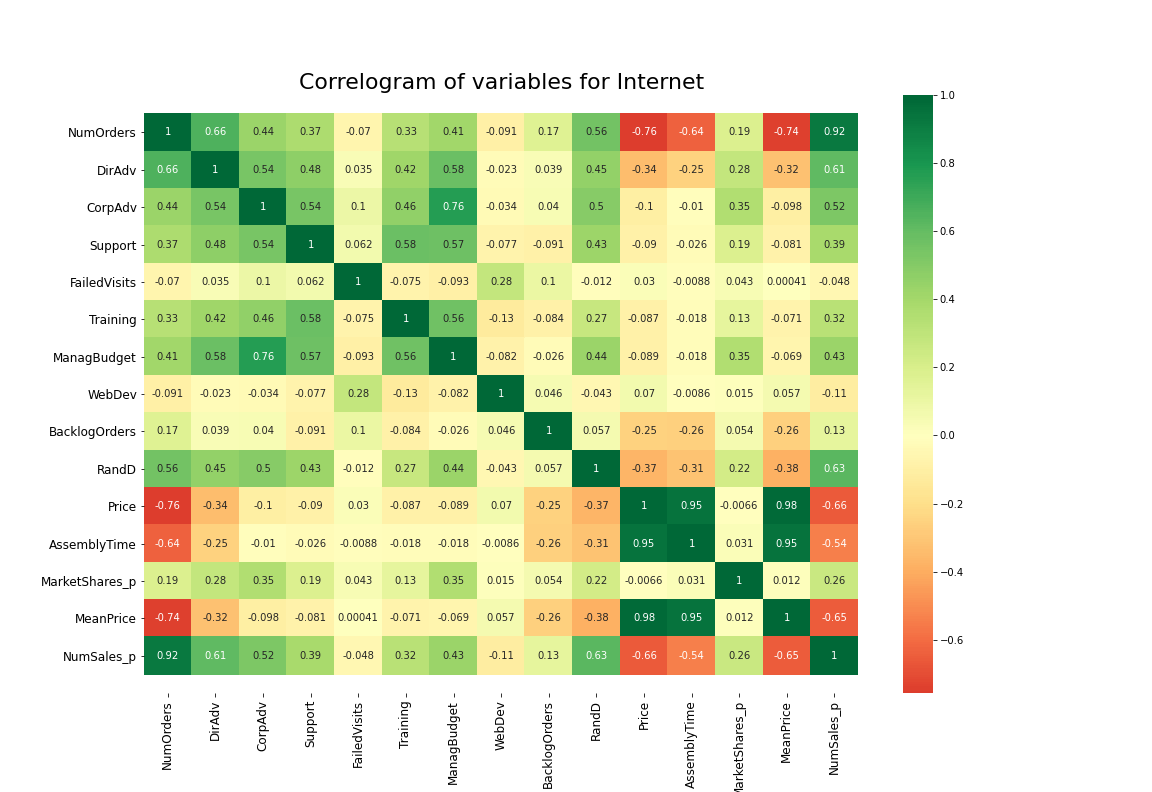 Correlogram of variables for Internet
NumOrders 1 0.66 0.44 0.37 -0.07 0.33 0.41 -0.091 0.17 0.56 -0.76 -0.64 0.19 -0.74 0.92
DirAdv 0.66 1 0.54 0.48 0.035 0.42 0.58 -0.023 0.039 0.45 -0.34 -0.25 0.28 -0.32 0.61
CorpAdv 0.44 0.54 1 0.54 0.1 0.46 0.76 -0.034 0.04 0.5 -0.1 -0.01 0.35 -0.098 0.52
Support 0.37 0.48 0.54 1 0.062 0.58 0.57 -0.077 -0.091 0.43 -0.09 -0.026 0.19 -0.081 0.39
FailedVisits -0.07 0.035 0.1 0.062 1 -0.075 -0.093 0.28 0.1 -0.012 0.03 -0.0088 0.043 0.00041 -0.048
Training 0.33 0.42 0.46 0.58 -0.075 1 0.56 -0.13 -0.084 0.27 -0.087 -0.018 0.13 -0.071 0.32
ManagBudget 0.41 0.58 0.76 0.57 -0.093 0.56 1 -0.082 -0.026 0.44 -0.089 -0.018 0.35 -0.069 0.43
WebDev -0.091 -0.023 -0.034 -0.077 0.28 -0.13 -0.082 1 0.046 -0.043 0.07 -0.0086 0.015 0.057 -0.11
BacklogOrders 0.17 0.039 0.04 -0.091 0.1 -0.084 -0.026 0.046 1 0.057 -0.25 -0.26 0.054 -0.26 0.13
RandD 0.56 0.45 0.5 0.43 -0.012 0.27 0.44 -0.043 0.057 1 -0.37 -0.31 0.22 -0.38 0.63
Price -0.76 -0.34 -0.1 -0.09 0.03 -0.087 -0.089 0.07 -0.25 -0.37 1 0.95 -0.0066 0.98 -0.66
AssemblyTime -0.64 -0.25 -0.01 -0.026 -0.0088 -0.018 -0.018 -0.0086 -0.26 -0.31 0.95 1 0.031 0.95 -0.54
MarketShares_p 0.19 0.28 0.35 0.19 0.043 0.13 0.35 0.015 0.054 0.22 -0.0066 0.031 1 0.012 0.26
MeanPrice -0.74 -0.32 -0.098 -0.081 0.00041 -0.071 -0.069 0.057 -0.26 -0.38 0.98 0.95 0.012 1 -0.65
NumSales_p 0.92 0.61 0.52 0.39 -0.048 0.32 0.43 -0.11 0.13 0.63 -0.66 -0.54 0.26 -0.65 1
NumOrders
DirAdv
CorpAdv
Support
FailedVisits
Training
ManagBudget
WebDev
BacklogOrders
RandD
Price
AssemblyTime
MarketShares_p
MeanPrice
NumSales_p
1.0
0.8
0.6
0.4
0.2
0.0
−0.2
−0.4
−0.6